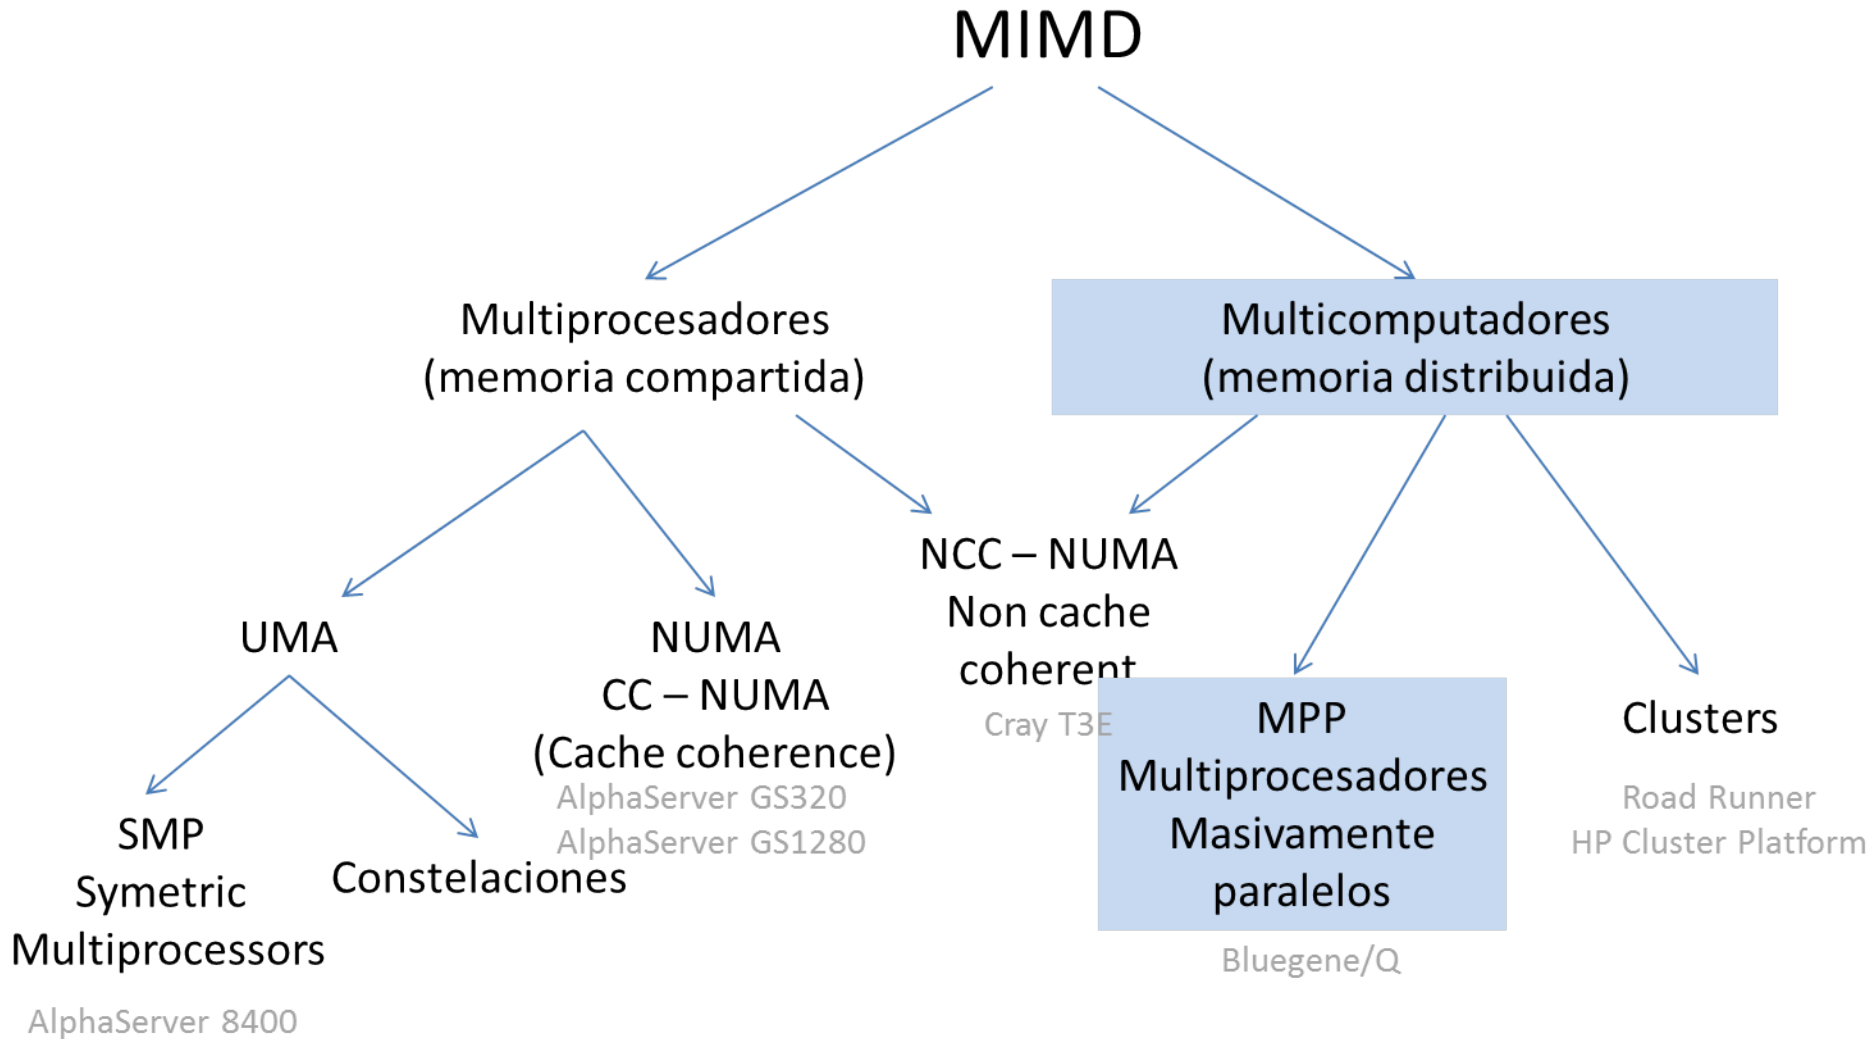 MIMD
Multiprocesadores
(memoria compartida)
Multicomputadores
(memoria distribuida)
UMA
NUMA
CC – NUMA
(Cache coherence)
AlphaServer GS320
AlphaServer GS1280
NCC – NUMA
Non cache
coherent
Cray T3E
MPP
Multiprocesadores
Masivamente
paralelos
Bluegene/Q
Clusters
Road Runner
HP Cluster Platform
SMP
Symetric
Multiprocessors
AlphaServer 8400
Constelaciones